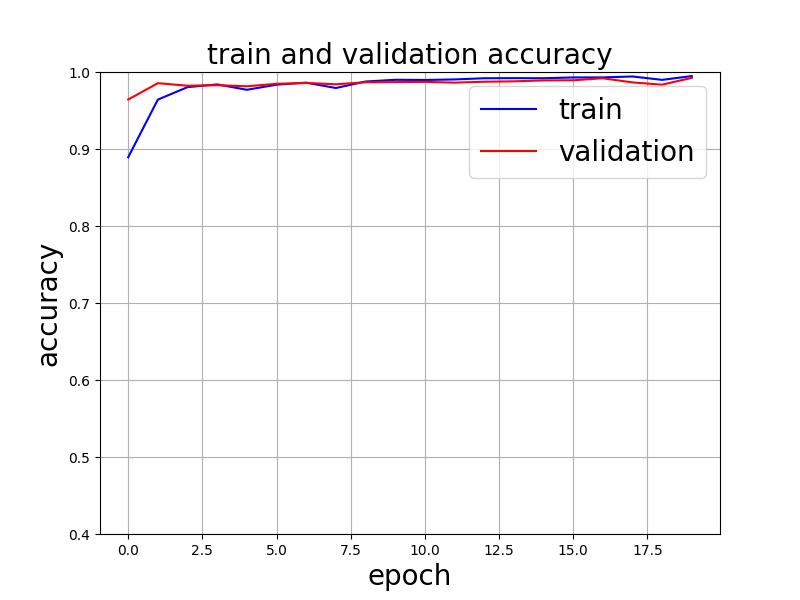 train and validation accuracy
1.0
0.9
0.8
0.7
0.6
0.5
0.4
accuracy
train
validation
0.0 2.5 5.0 7.5 10.0 12.5 15.0 17.5
epoch